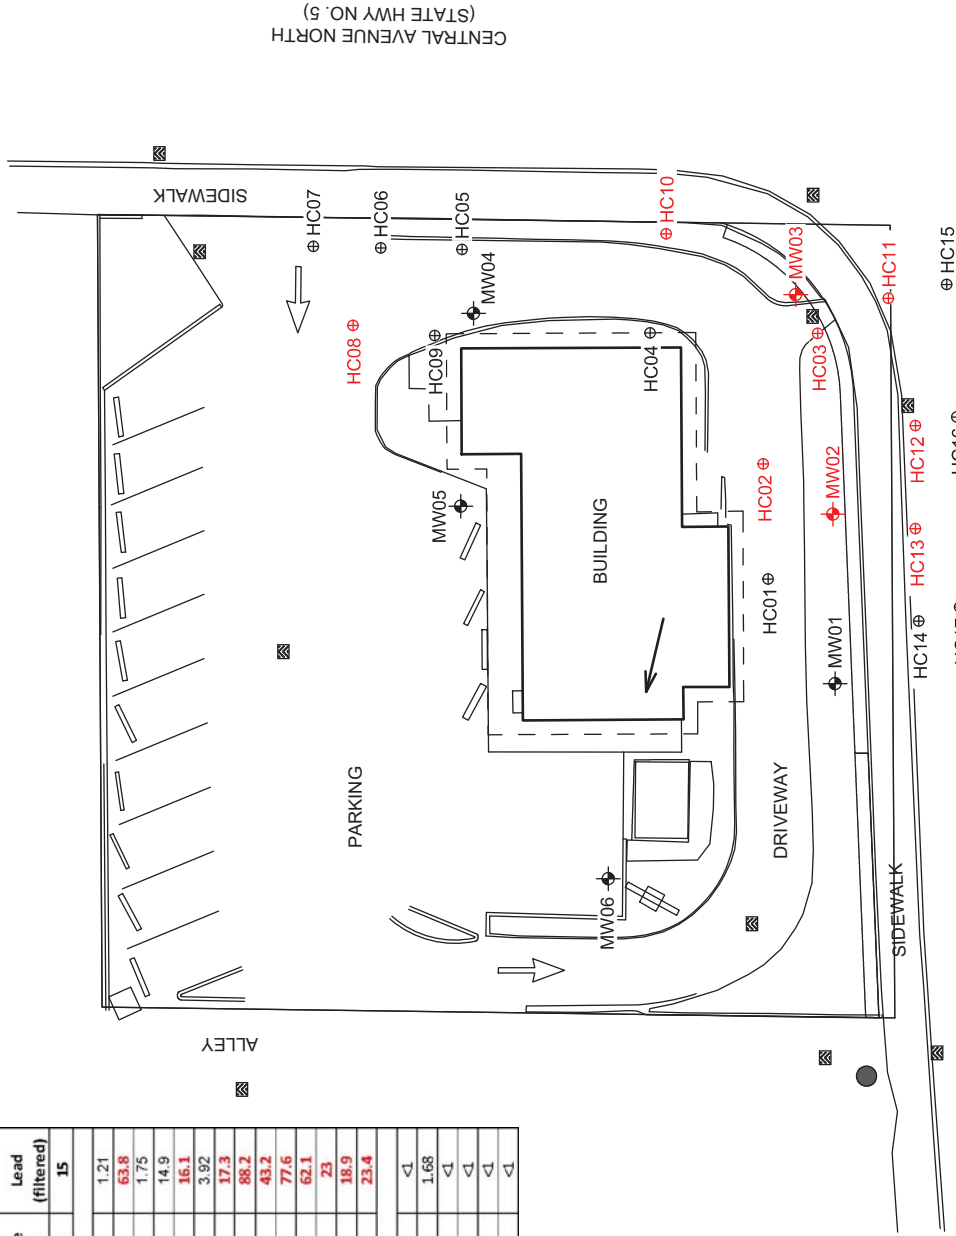 CENTRAL AVENUE NORTH
(STATE HWY NO. 5)
SIDEWALK
HC07
HC06
HC05
HC10
MW04
MW03
HC11
HC15
HC08
HC09
HC04
HC03
HC12
MW05
HC02
MW02
HC13
BUILDING
HC01
HC14
MW01
PARKING
DRIVEWAY
MW06
SIDEWALK
ALLEY
Lead
(filtered)
15
1.21
63.8
1.75
14.9
16.1
3.92
17.3
88.2
43.2
77.6
62.1
23
18.9
23.4
<1
1.68
<1
<1
<1
<1